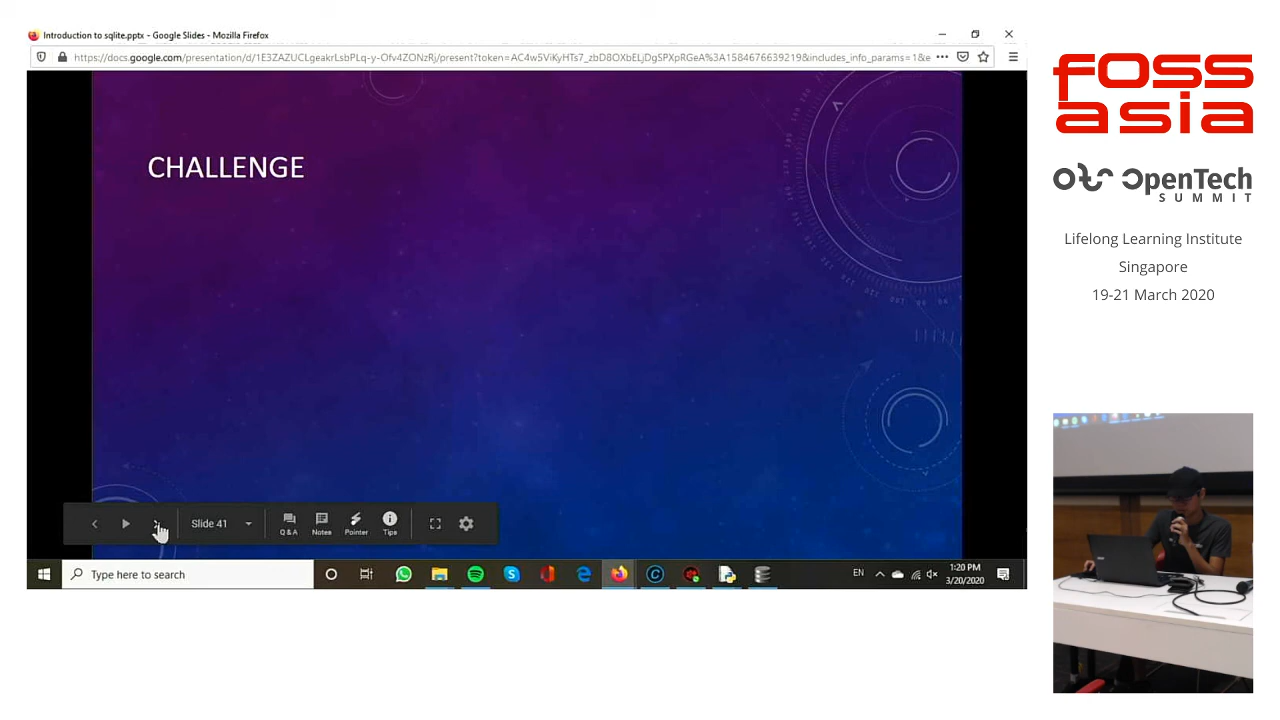 Introduction to sqlite.pptx - Google Slides - Mozilla Firefox
https://docs.google.com/presentation/d/1E3ZAZUCLgeakrLsbPLq-y-Ofv4ZONzRj/present?token=AC4w5ViKyHTs7_zbD8OXbELjDgSPXpRGeA%3A1584676639219&includes_info_params=1&e
CHALLENGE
Slide 41
Q&A
Notes
Pointer
Tips
Type here to search
EN
1:20 PM
3/20/2020
FOSS
asia
OpenTech
SUMMIT
Lifelong Learning Institute
Singapore
19-21 March 2020